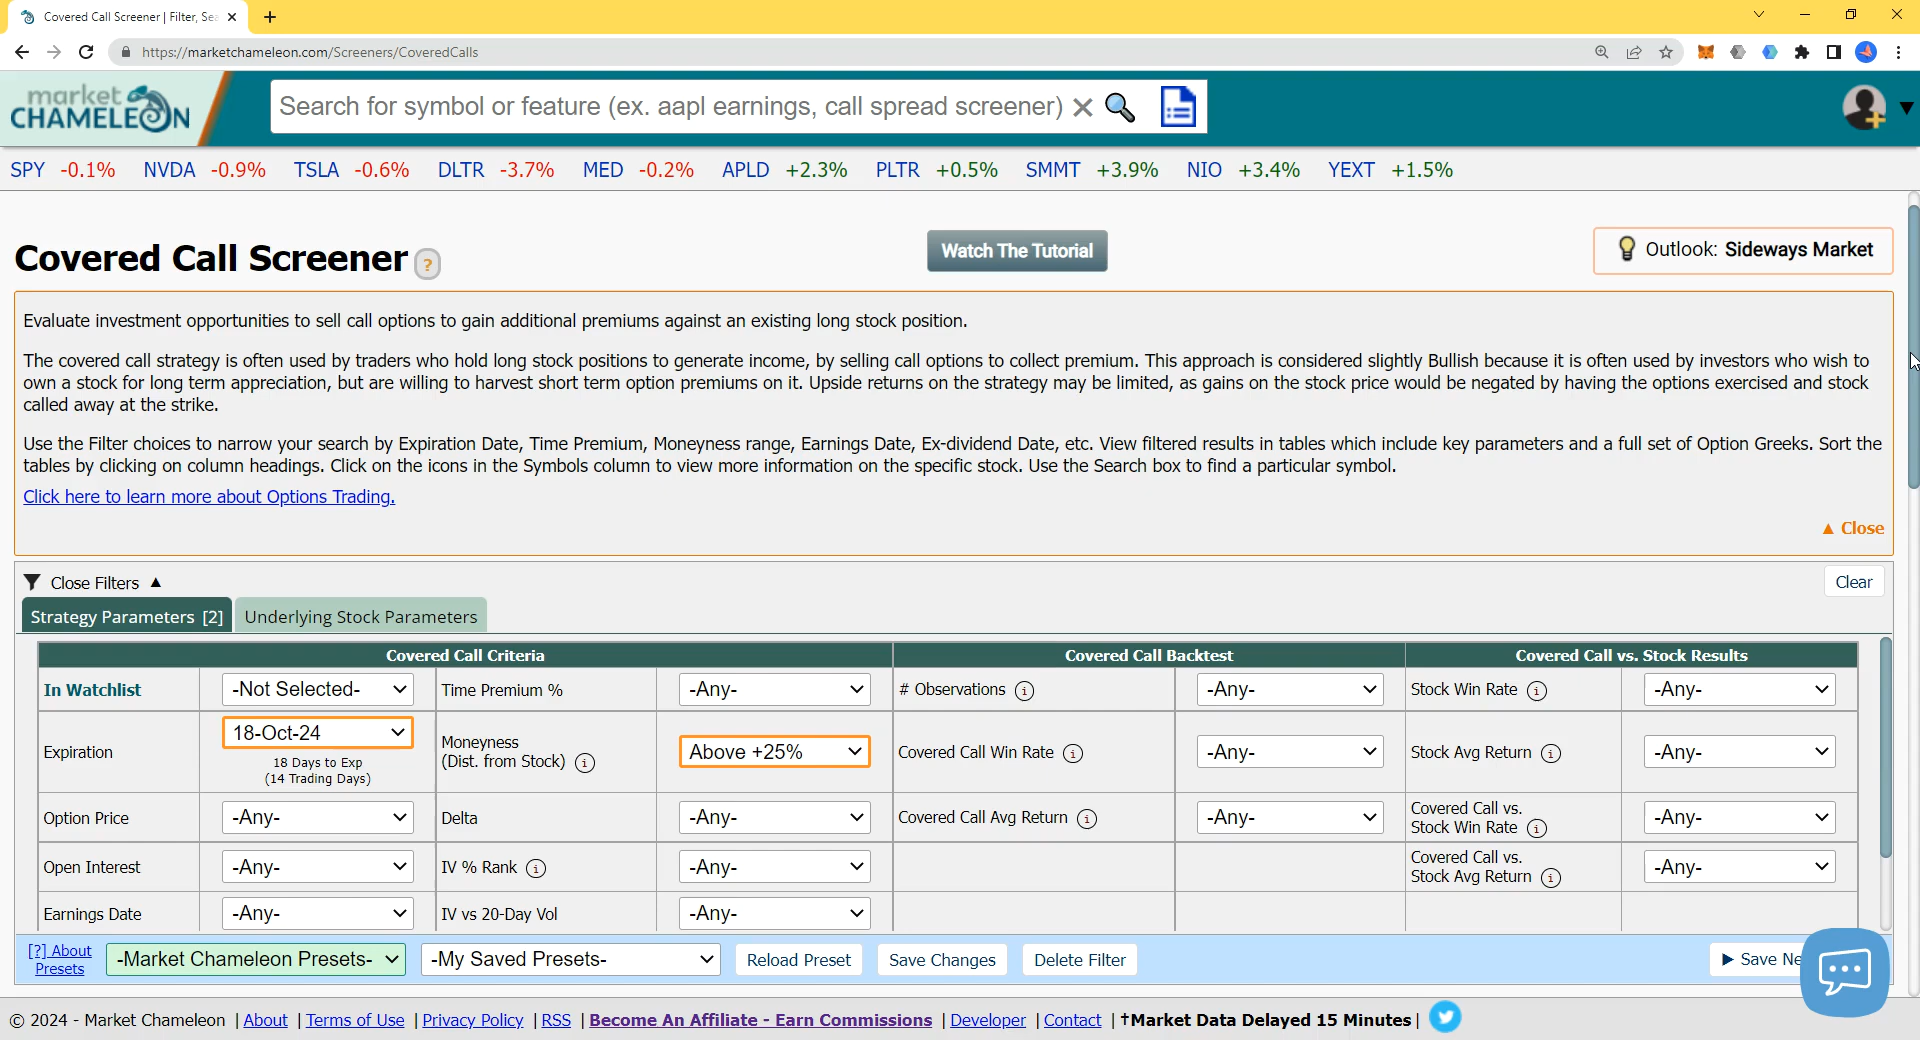 Covered Call Screener | Filter, Sea
https://marketchameleon.com/Screeners/CoveredCalls
market CHAMELEON
Search for symbol or feature (ex. aapl earnings, call spread screener)
SPY -0.1% NVDA -0.9% TSLA -0.6% DLTR -3.7% MED -0.2% APLD +2.3% PLTR +0.5% SMMT +3.9% NIO +3.4% YEXT +1.5%
Covered Call Screener ?
Watch The Tutorial
Outlook: Sideways Market
Evaluate investment opportunities to sell call options to gain additional premiums against an existing long stock position.
The covered call strategy is often used by traders who hold long stock positions to generate income, by selling call options to collect premium. This approach is considered slightly Bullish because it is often used by investors who wish to
own a stock for long term appreciation, but are willing to harvest short term option premiums on it. Upside returns on the strategy may be limited, as gains on the stock price would be negated by having the options exercised and stock
called away at the strike.
Use the Filter choices to narrow your search by Expiration Date, Time Premium, Moneyness range, Earnings Date, Ex-dividend Date, etc. View filtered results in tables which include key parameters and a full set of Option Greeks. Sort the
tables by clicking on column headings. Click on the icons in the Symbols column to view more information on the specific stock. Use the Search box to find a particular symbol.
Click here to learn more about Options Trading.
▲ Close
Close Filters ▲
Clear
Strategy Parameters [2] Underlying Stock Parameters
Covered Call Criteria Covered Call Backtest Covered Call vs. Stock Results
In Watchlist -Not Selected- Time Premium % -Any- # Observations i -Any- Stock Win Rate i -Any-
Expiration 18-Oct-24
18 Days to Exp
(14 Trading Days)
Moneyness
(Dist. from Stock) i
Above +25%
Covered Call Win Rate i -Any- Stock Avg Return i -Any-
Option Price -Any- Delta -Any- Covered Call Avg Return i -Any- Covered Call vs.
Stock Win Rate i
-Any-
Open Interest -Any- IV % Rank i -Any- Covered Call vs.
Stock Avg Return i
-Any-
Earnings Date -Any- IV vs 20-Day Vol -Any-
[?] About
Presets
-Market Chameleon Presets- -My Saved Presets- Reload Preset Save Changes Delete Filter ▶ Save Ne
© 2024 - Market Chameleon | About | Terms of Use | Privacy Policy | RSS | Become An Affiliate - Earn Commissions | Developer | Contact | †Market Data Delayed 15 Minutes |